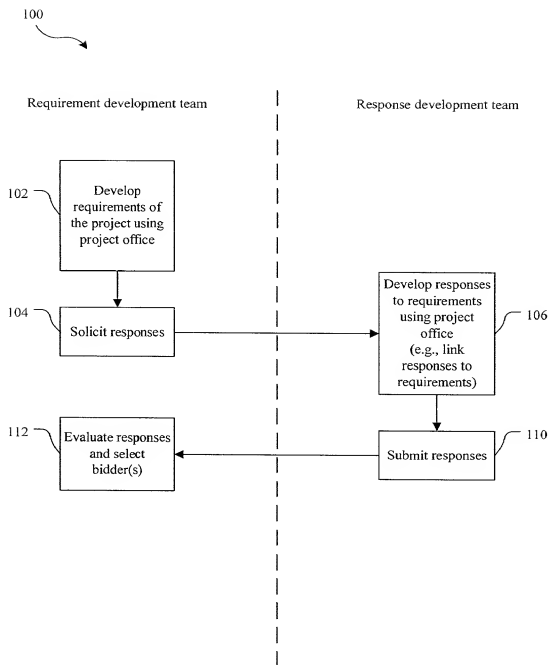 100
Requirement development team
Response development team
102
Develop
requirements of
the project using
project office
104
Solicit responses
Develop responses
to requirements
using project
office
(e.g., link
responses to
requirements)
106
112
Evaluate responses
and select
bidder(s)
Submit responses
110